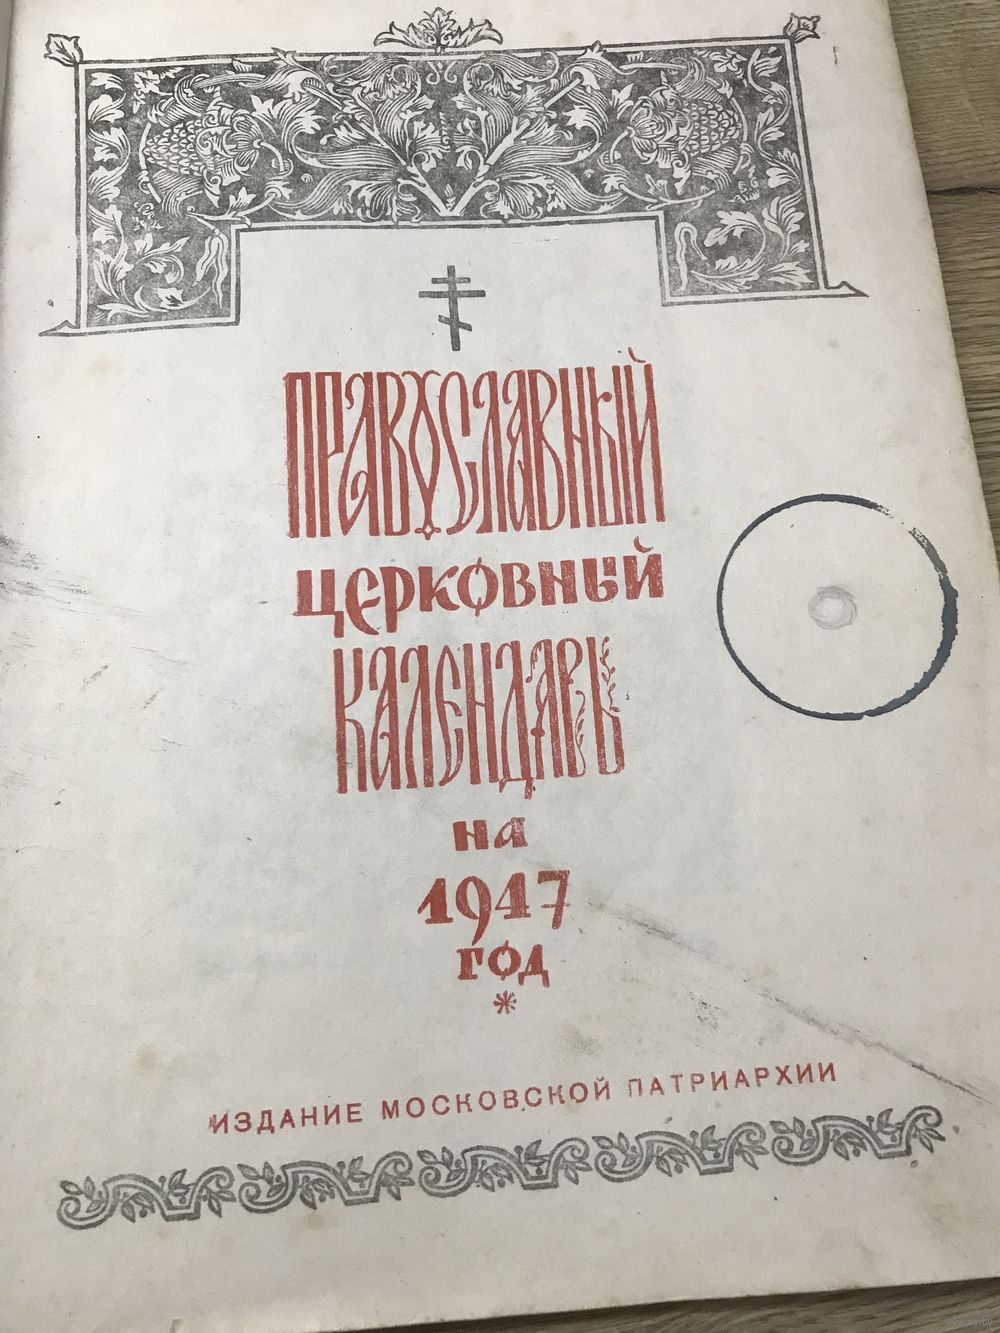 ПРАВОСЛАВНЫЙ
ЦЕРКОВНЫЙ
КАЛЕНДАРЬ
на
1947
год
*
ИЗДАНИЕ МОСКОВСКОЙ ПАТРИАРХИИ